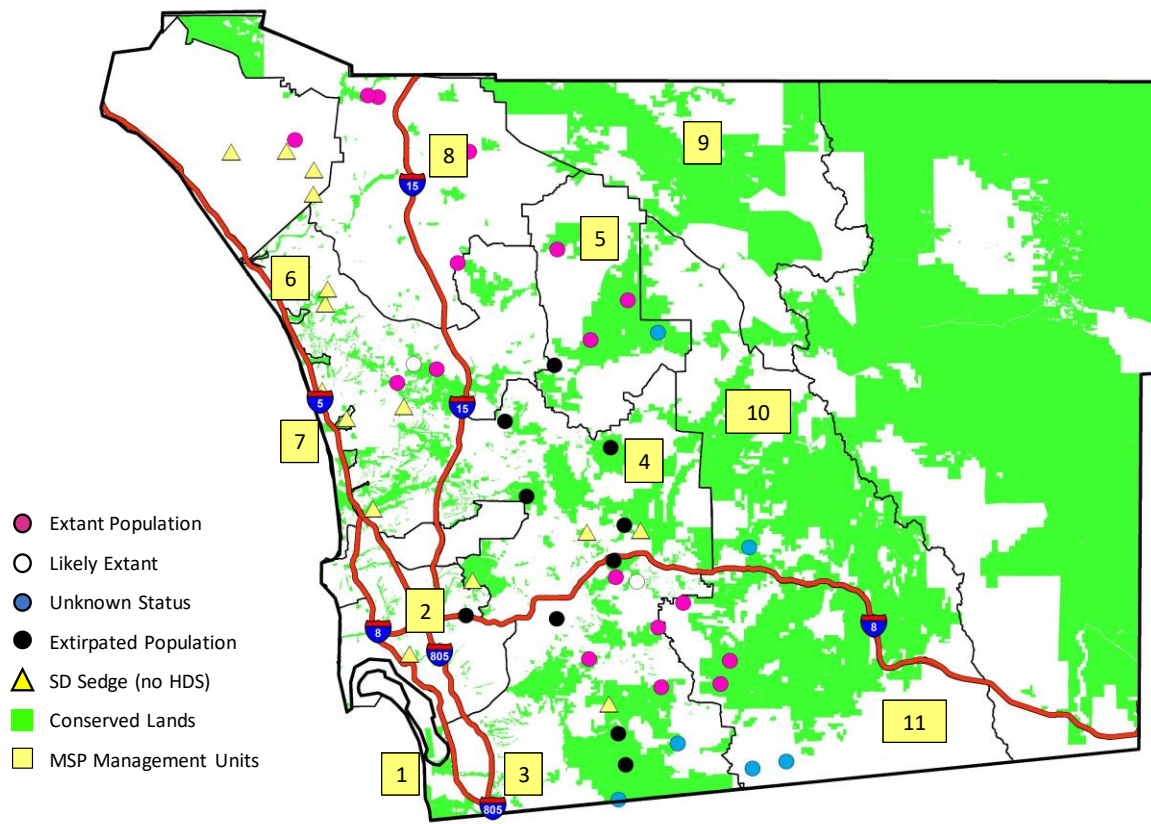 9
8
15
5
6
15
5
10
7
4
Extant Population
Likely Extant
Unknown Status
2
8
8
Extirpated Population
805
SD Sedge (no HDS)
Conserved Lands
11
MSP Management Units
1
3
805